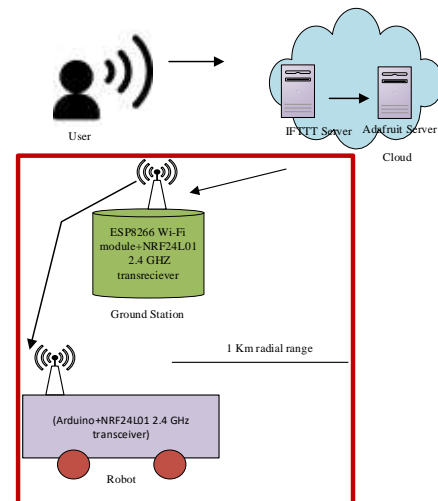 User
IFTTT Server
Adafruit Server
Cloud
ESP8266 Wi-Fi
module+NRF24L01
2.4 GHZ
transreciever
Ground Station
1 Km radial range
(Arduino+NRF24L01 2.4 GHz
transceiver)
Robot